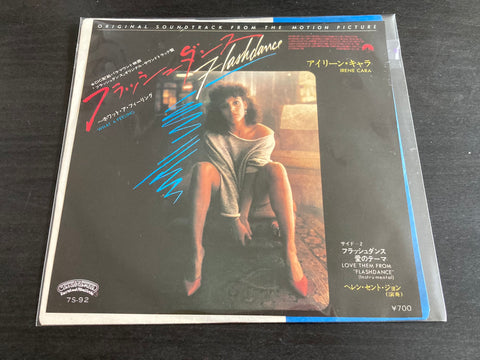 ORIGINAL SOUNDTRACK FROM THE MOTION PICTURE
フラッシュダンス
Flashdance
〜ホワット・ア・フィーリング
WHAT A FEELING
アイリーン・キャラ
IRENE CARA
サイド-2
フラッシュダンス
愛のテーマ
LOVE THEME FROM
"FLASHDANCE"
(Instrumental)
ヘレン・セント・ジョン
7S-92
¥700